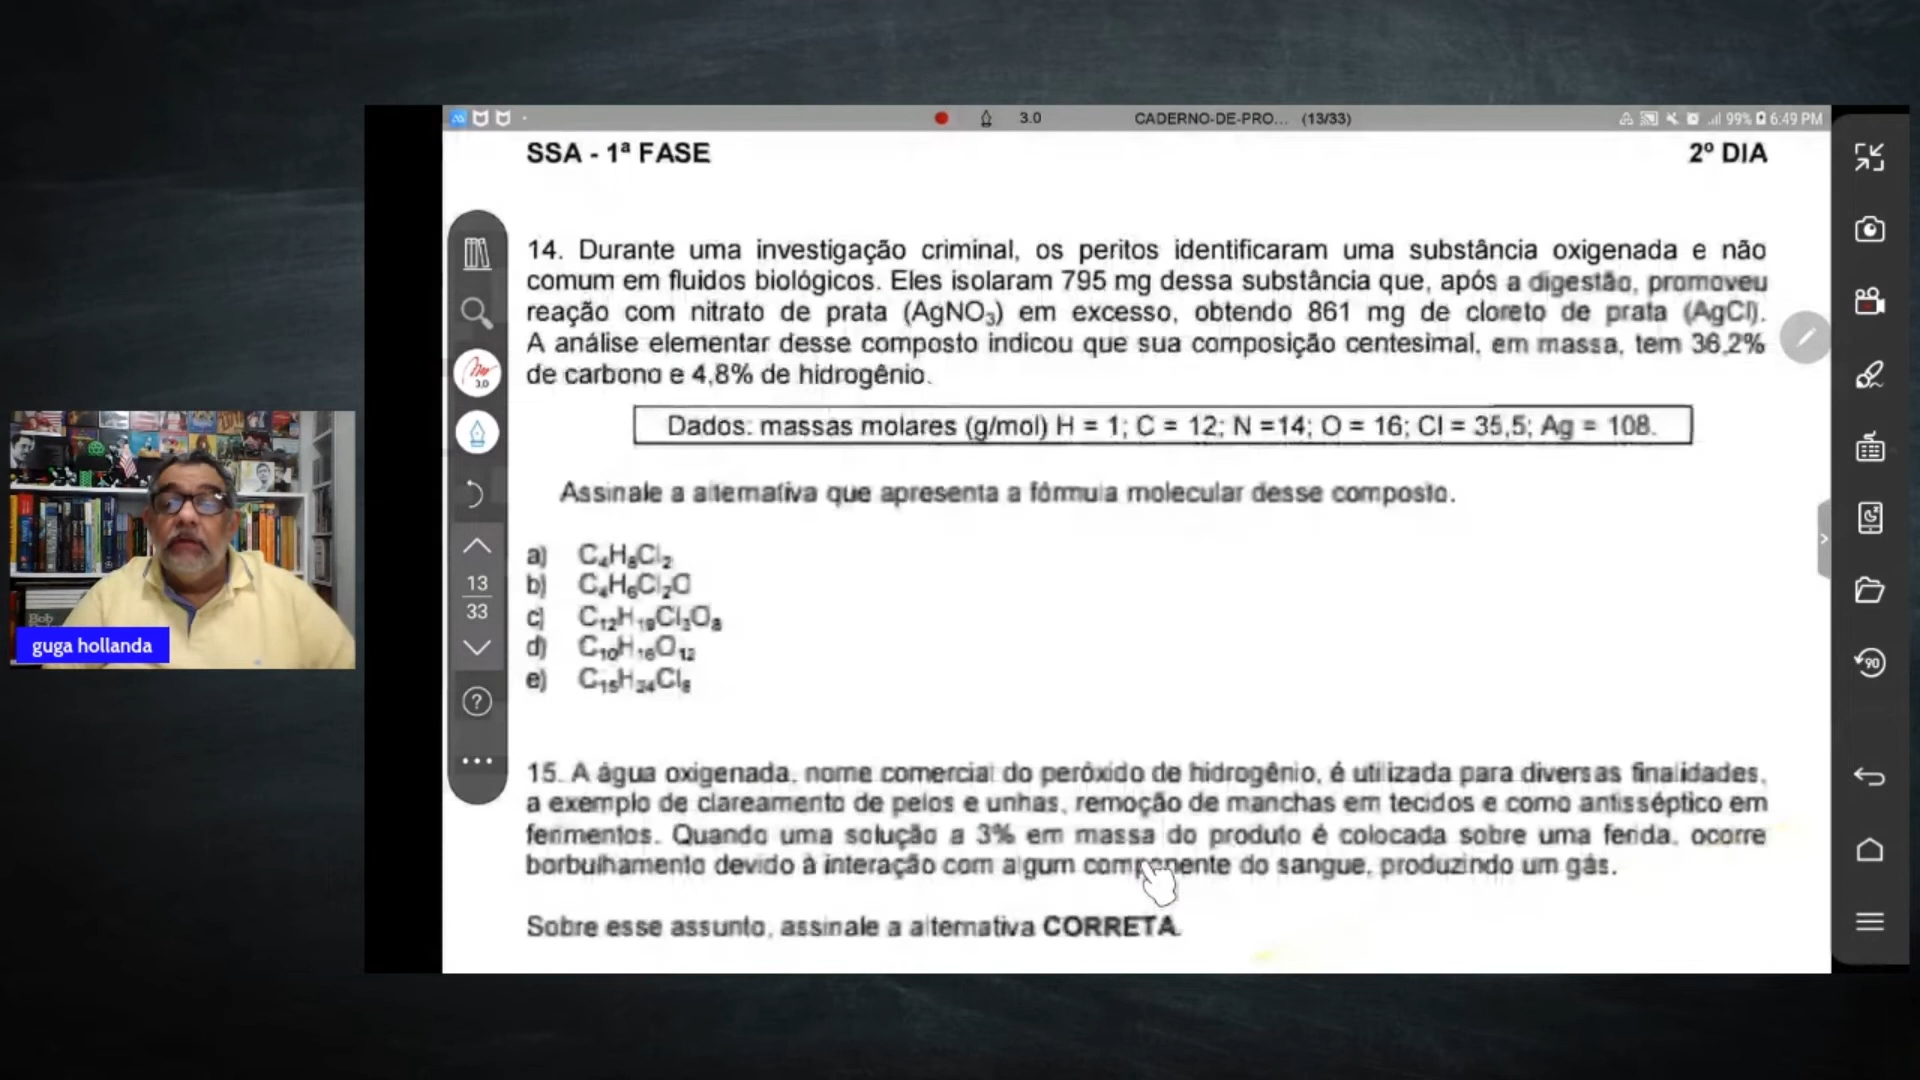 3.0 CADERNO-DE-PRO... (13/33) 99% 6:49 PM
SSA - 1ª FASE 2º DIA
14. Durante uma investigação criminal, os peritos identificaram uma substância oxigenada e não
comum em fluidos biológicos. Eles isolaram 795 mg dessa substância que, após a digestão, promoveu
reação com nitrato de prata (AgNO₃) em excesso, obtendo 861 mg de cloreto de prata (AgCl).
A análise elementar desse composto indicou que sua composição centesimal, em massa, tem 36,2%
de carbono e 4,8% de hidrogênio.
3.0
Dados: massas molares (g/mol) H = 1; C = 12; N =14; O = 16; Cl = 35,5; Ag = 108.
Assinale a alternativa que apresenta a fórmula molecular desse composto.
a) C₄H₈Cl₂
b) C₄H₆Cl₂O
c) C₁₂H₁₉Cl₃O₈
d) C₁₀H₁₆O₁₂
e) C₁₅H₂₄Cl₆
13
33
?
90
Bob
guga hollanda
15. A água oxigenada, nome comercial do peróxido de hidrogênio, é utilizada para diversas finalidades,
a exemplo de clareamento de pelos e unhas, remoção de manchas em tecidos e como antisséptico em
ferimentos. Quando uma solução a 3% em massa do produto é colocada sobre uma ferida, ocorre
borbulhamento devido à interação com algum componente do sangue, produzindo um gás.
Sobre esse assunto, assinale a alternativa CORRETA.